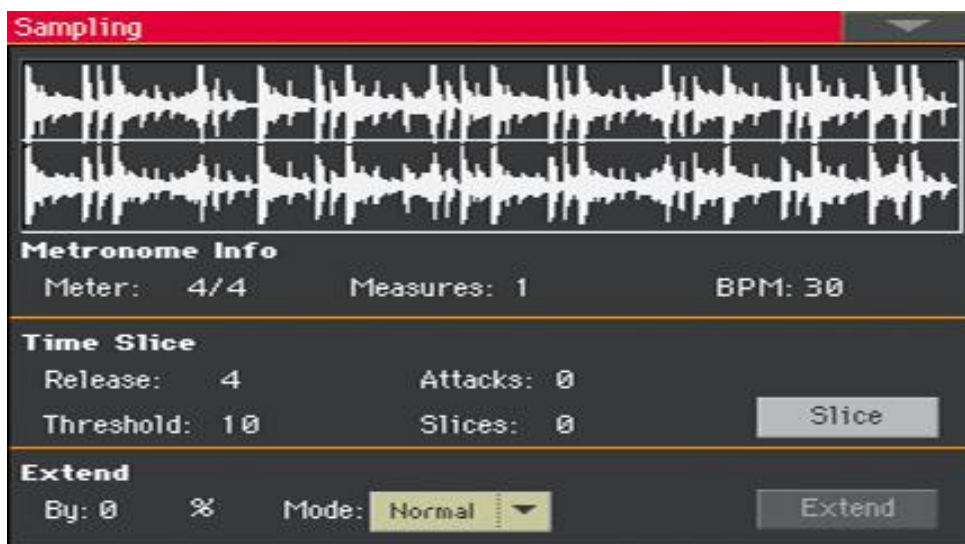 Sampling
Metronome Info
Meter: 4/4 Measures: 1 BPM: 30
Time Slice
Release: 4 Attacks: 0
Threshold: 10 Slices: 0 Slice
Extend
By: 0 % Mode: Normal Extend